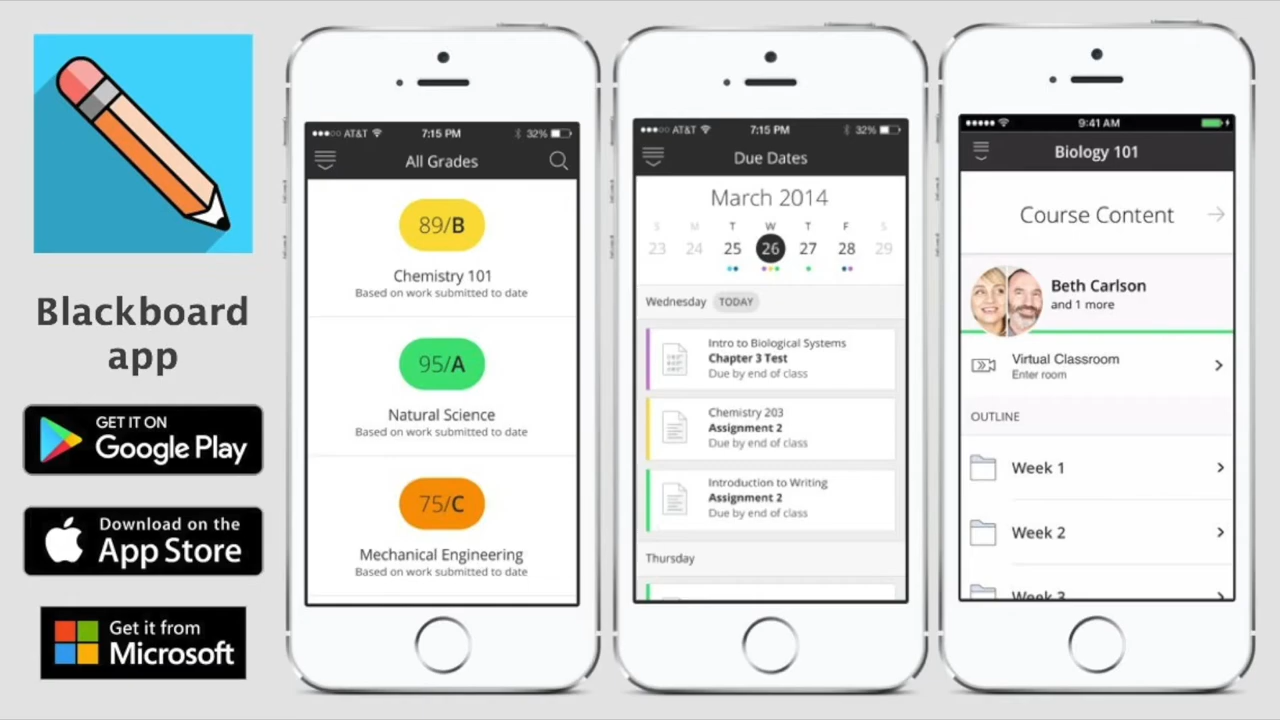 Blackboard
app
GET IT ON
Google Play
Download on the
App Store
Get it from
Microsoft
AT&T 7:15 PM 32%
All Grades
89/B
Chemistry 101
Based on work submitted to date
95/A
Natural Science
Based on work submitted to date
75/C
Mechanical Engineering
Based on work submitted to date
AT&T 7:15 PM 32%
Due Dates
March 2014
S M T W T F S
23 24 25 26 27 28 29
Wednesday TODAY
Intro to Biological Systems
Chapter 3 Test
Due by end of class
Chemistry 203
Assignment 2
Due by end of class
Introduction to Writing
Assignment 2
Due by end of class
Thursday
9:41 AM
Biology 101
Course Content
Beth Carlson
and 1 more
Virtual Classroom
Enter room
OUTLINE
Week 1
Week 2
Week 3